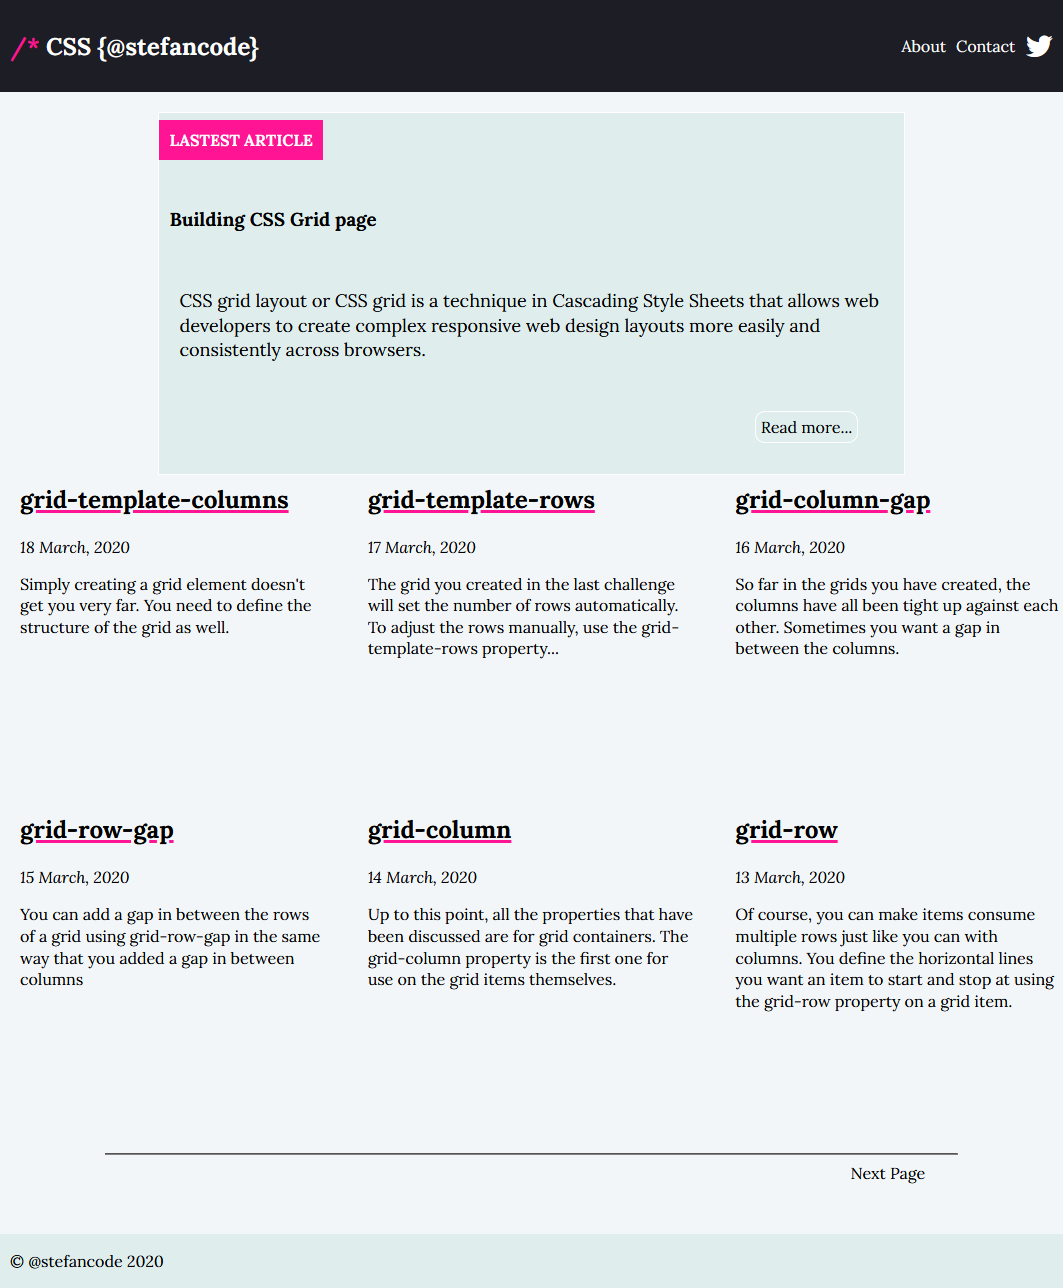 /* CSS {@stefancode}
About Contact
LASTEST ARTICLE
Building CSS Grid page
CSS grid layout or CSS grid is a technique in Cascading Style Sheets that allows web
developers to create complex responsive web design layouts more easily and
consistently across browsers.
Read more...
grid-template-columns
18 March, 2020
Simply creating a grid element doesn't
get you very far. You need to define the
structure of the grid as well.
grid-template-rows
17 March, 2020
The grid you created in the last challenge
will set the number of rows automatically.
To adjust the rows manually, use the grid-
template-rows property...
grid-column-gap
16 March, 2020
So far in the grids you have created, the
columns have all been tight up against each
other. Sometimes you want a gap in
between the columns.
grid-row-gap
15 March, 2020
You can add a gap in between the rows
of a grid using grid-row-gap in the same
way that you added a gap in between
columns
grid-column
14 March, 2020
Up to this point, all the properties that have
been discussed are for grid containers. The
grid-column property is the first one for
use on the grid items themselves.
grid-row
13 March, 2020
Of course, you can make items consume
multiple rows just like you can with
columns. You define the horizontal lines
you want an item to start and stop at using
the grid-row property on a grid item.
Next Page
© @stefancode 2020